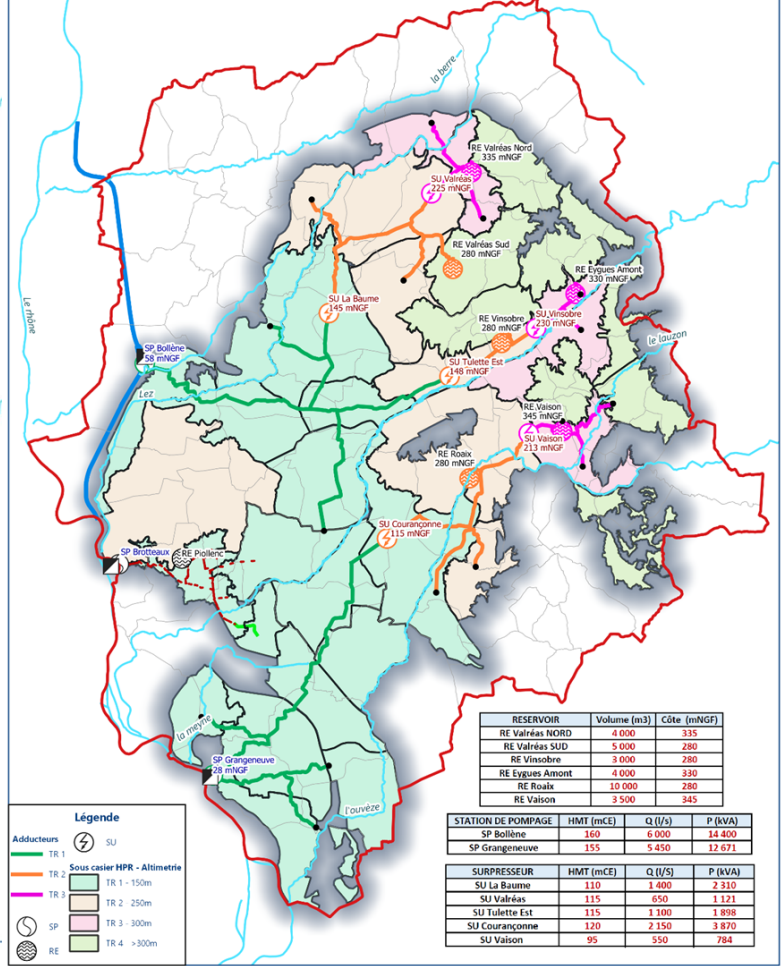 la berre
RE Valréas Nord
335 mNGF
SU Valréas
225 mNGF
RE Valréas Sud
280 mNGF
RE Eygues Amont
330 mNGF
Le rhône
SU La Baume
145 mNGF
RE Vinsobre
280 mNGF
SU Vinsobre
230 mNGF
le lauzon
SP Bollène
58 mNGF
Lez
SU Tulette Est
148 mNGF
RE Vaison
345 mNGF
SU Vaison
213 mNGF
RE Roaix
280 mNGF
SU Courançonne
115 mNGF
SP Brotteaux
RE Piollenc
la meyne
SP Grangeneuve
28 mNGF
l'ouvèze
RESERVOIR Volume (m3) Côte (mNGF)
RE Valréas NORD 4 000 335
RE Valréas SUD 5 000 280
RE Vinsobre 3 000 280
RE Eygues Amont 4 000 330
RE Roaix 10 000 280
RE Vaison 3 500 345
STATION DE POMPAGE HMT (mCE) Q (l/s) P (kVA)
SP Bollène 160 6 000 14 400
SP Grangeneuve 155 5 450 12 671
SURPRESSEUR HMT (mCE) Q (l/S) P (kVA)
SU La Baume 110 1 400 2 310
SU Valréas 115 650 1 121
SU Tulette Est 115 1 100 1 898
SU Courançonne 120 2 150 3 870
SU Vaison 95 550 784
Légende
Adducteurs
TR 1
TR 2
TR 3
SP
RE
SU
Sous casier HPR - Altimetrie
TR 1 - 150m
TR 2 250m
TR 3 - 300m
TR 4 >300m